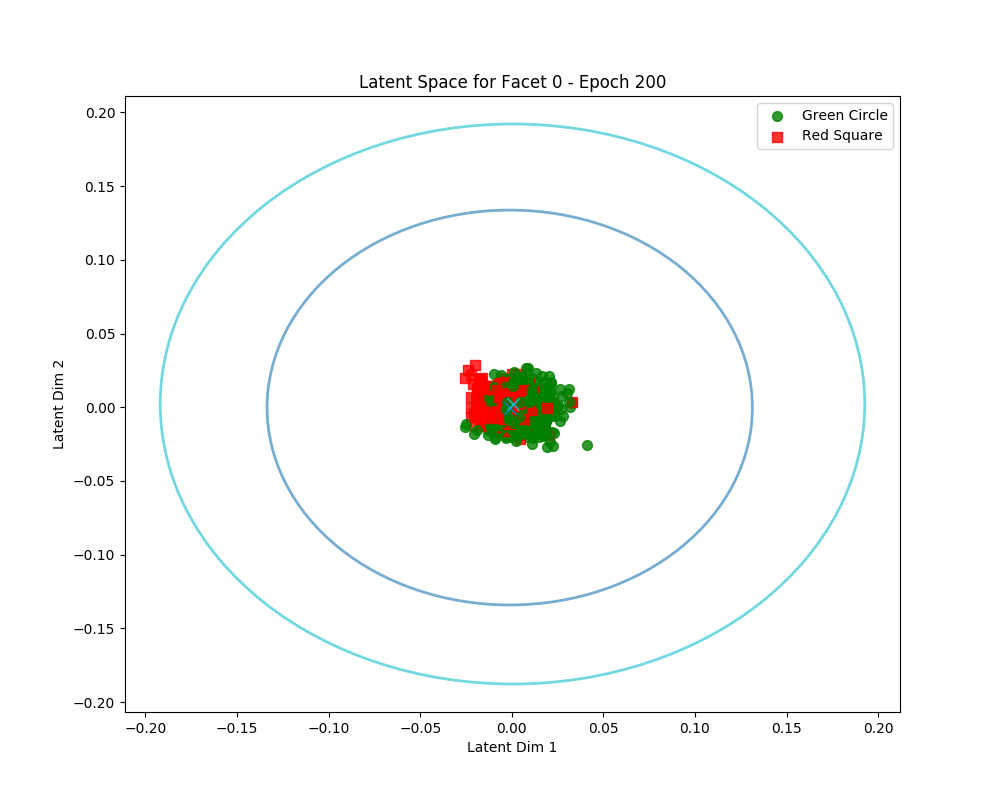 Latent Space for Facet 0 - Epoch 200
Green Circle
Red Square
0.20
0.15
0.10
0.05
0.00
−0.05
−0.10
−0.15
−0.20
Latent Dim 2
−0.20 −0.15 −0.10 −0.05 0.00 0.05 0.10 0.15 0.20
Latent Dim 1